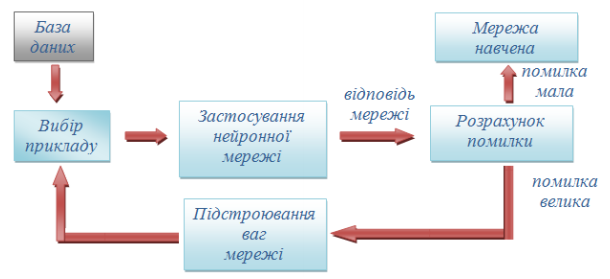 База
даних
Мережа
навчена
помилка
мала
відповідь
мережі
Вибір
прикладу
Застосування
нейронної
мережі
Розрахунок
помилки
помилка
велика
Підстроювання
ваг
мережі